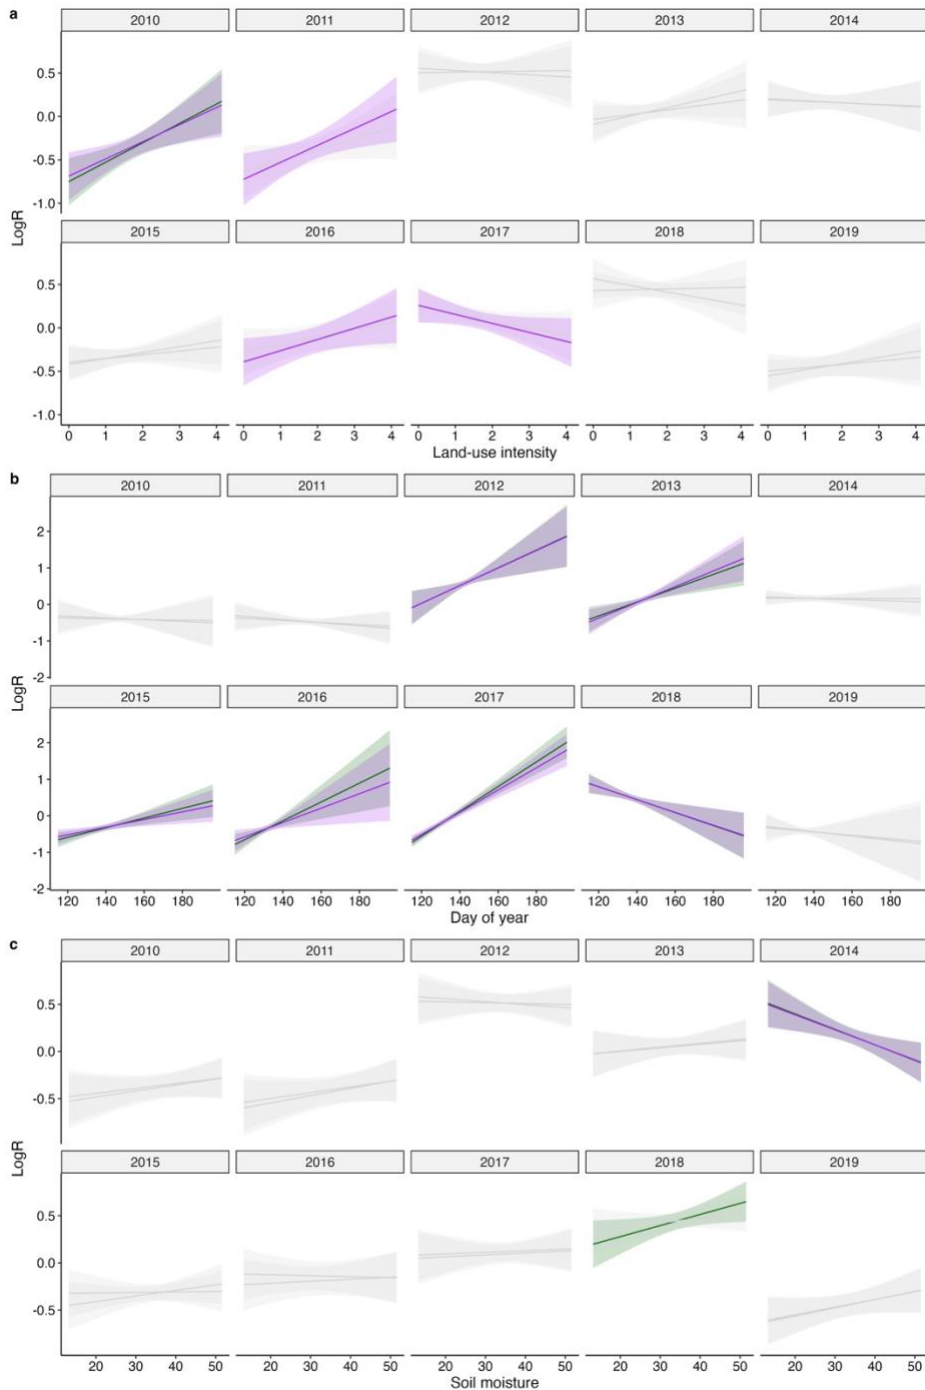 a
2010 2011 2012 2013 2014
0.5
0.0
-0.5
-1.0
LogR
2015 2016 2017 2018 2019
0.5
0.0
-0.5
-1.0
0 1 2 3 4 0 1 2 3 4 0 1 2 3 4 0 1 2 3 4 0 1 2 3 4
Land-use intensity
b
2010 2011 2012 2013 2014
2
1
0
-1
-2
LogR
2015 2016 2017 2018 2019
2
1
0
-1
-2
120 140 160 180 120 140 160 180 120 140 160 180 120 140 160 180 120 140 160 180
Day of year
c
2010 2011 2012 2013 2014
0.5
0.0
-0.5
LogR
2015 2016 2017 2018 2019
0.5
0.0
-0.5
20 30 40 50 20 30 40 50 20 30 40 50 20 30 40 50 20 30 40 50
Soil moisture